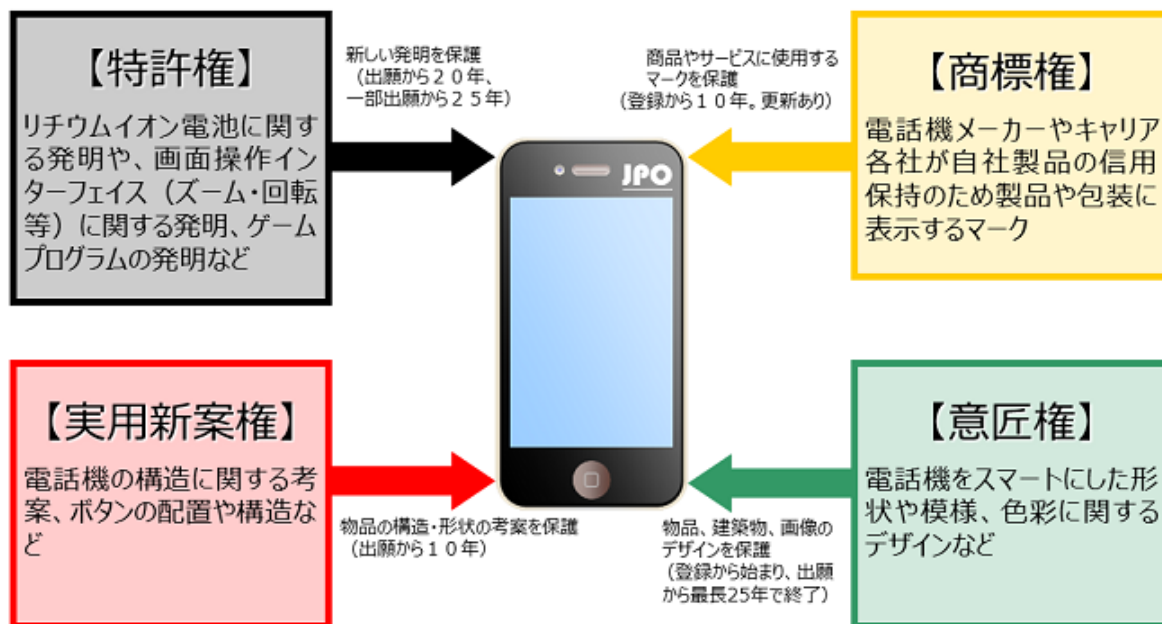 【特許権】
リチウムイオン電池に関す
る発明や、画面操作イン
ターフェイス（ズーム・回転
等）に関する発明、ゲーム
プログラムの発明など
新しい発明を保護
（出願から２０年、
一部出願から２５年）
商品やサービスに使用する
マークを保護
（登録から１０年。更新あり）
【商標権】
電話機メーカーやキャリア
各社が自社製品の信用
保持のため製品や包装に
表示するマーク
JPO
【実用新案権】
電話機の構造に関する考
案、ボタンの配置や構造な
ど
物品の構造・形状の考案を保護
（出願から１０年）
物品、建築物、画像の
デザインを保護
（登録から始まり、出願
から最長25年で終了）
【意匠権】
電話機をスマートにした形
状や模様、色彩に関する
デザインなど